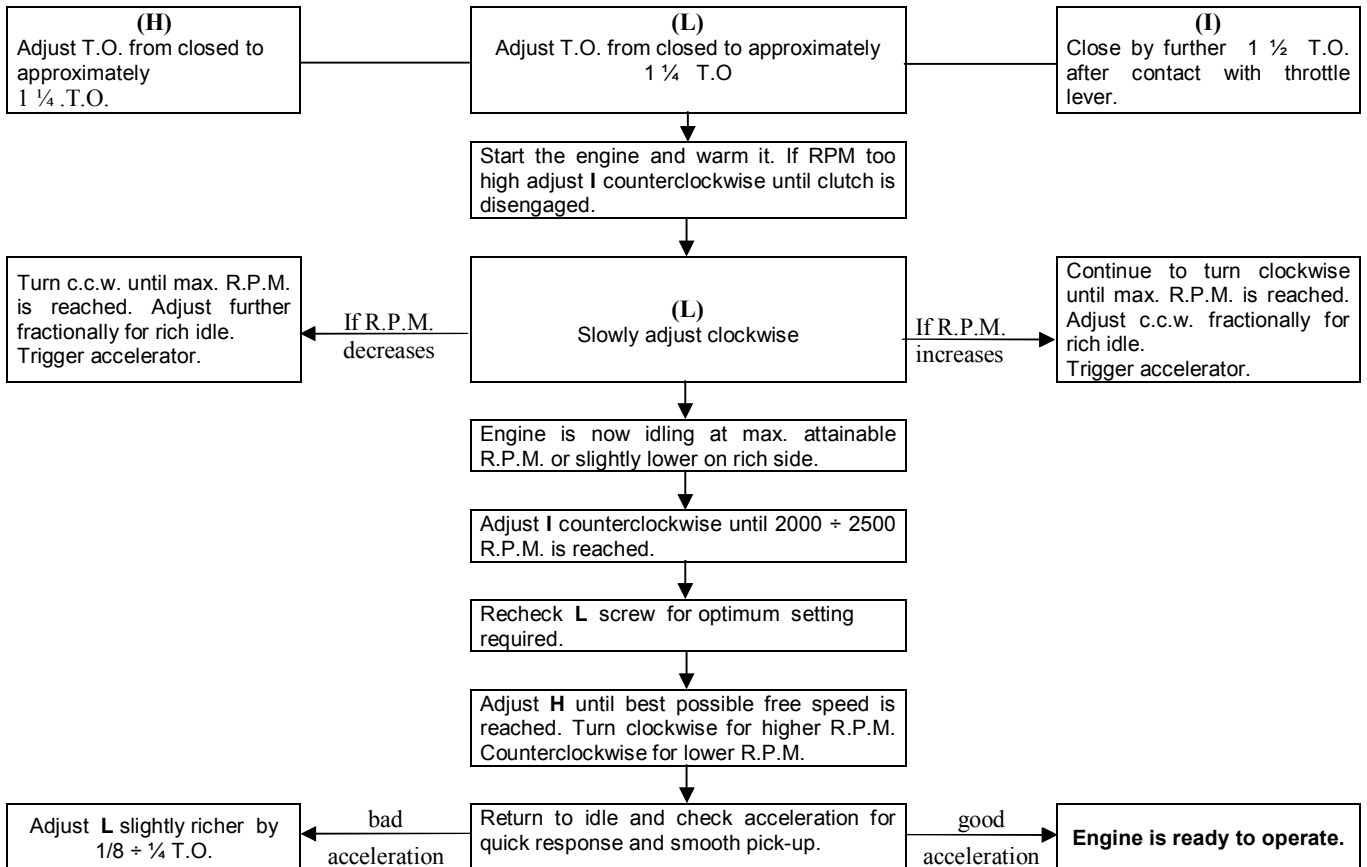 (H)
Adjust T.O. from closed to
approximately
1 ¼ .T.O.
(L)
Adjust T.O. from closed to approximately
1 ¼ T.O
(I)
Close by further 1 ½ T.O.
after contact with throttle
lever.
Start the engine and warm it. If RPM too
high adjust I counterclockwise until clutch is
disengaged.
Turn c.c.w. until max. R.P.M.
is reached. Adjust further
fractionally for rich idle.
Trigger accelerator.
If R.P.M.
decreases
(L)
Slowly adjust clockwise
If R.P.M.
increases
Continue to turn clockwise
until max. R.P.M. is reached.
Adjust c.c.w. fractionally for
rich idle.
Trigger accelerator.
Engine is now idling at max. attainable
R.P.M. or slightly lower on rich side.
Adjust I counterclockwise until 2000 ÷ 2500
R.P.M. is reached.
Recheck L screw for optimum setting
required.
Adjust H until best possible free speed is
reached. Turn clockwise for higher R.P.M.
Counterclockwise for lower R.P.M.
Adjust L slightly richer by
1/8 ÷ ¼ T.O.
bad
acceleration
Return to idle and check acceleration for
quick response and smooth pick-up.
good
acceleration
Engine is ready to operate.